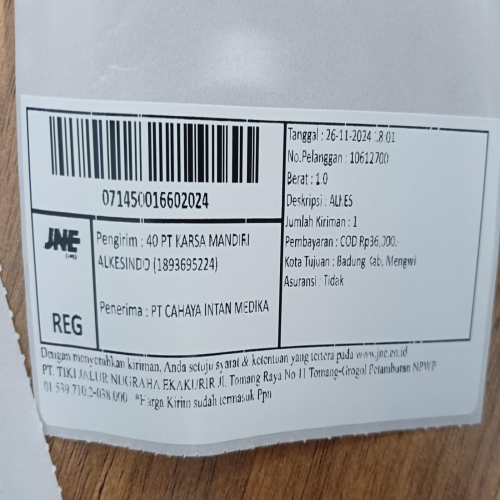 071450016602024
JNE
REG
Pengirim : 40 PT KARSA MANDIRI
ALKESINDO (1893695224)
Penerima : PT CAHAYA INTAN MEDIKA
Tanggal : 26-11-2024 18:01
No.Pelanggan : 10612700
Berat : 1.0
Deskripsi : ALKES
Jumlah Kiriman : 1
Pembayaran : COD Rp36,000,-
Kota Tujuan : Badung Kab, Mengwi
Asuransi : Tidak
Dengan menyerahkan kiriman, Anda setuju syarat & ketentuan yang tertera pada www.jne.co.id
PT. TIKI JALUR NUGRAHA EKAKURIR Jl. Tomang Raya No 11 Tomang-Grogol Petamburan NPWP
01.539.710.2-038.000 *Harga Kirim sudah termasuk Ppn